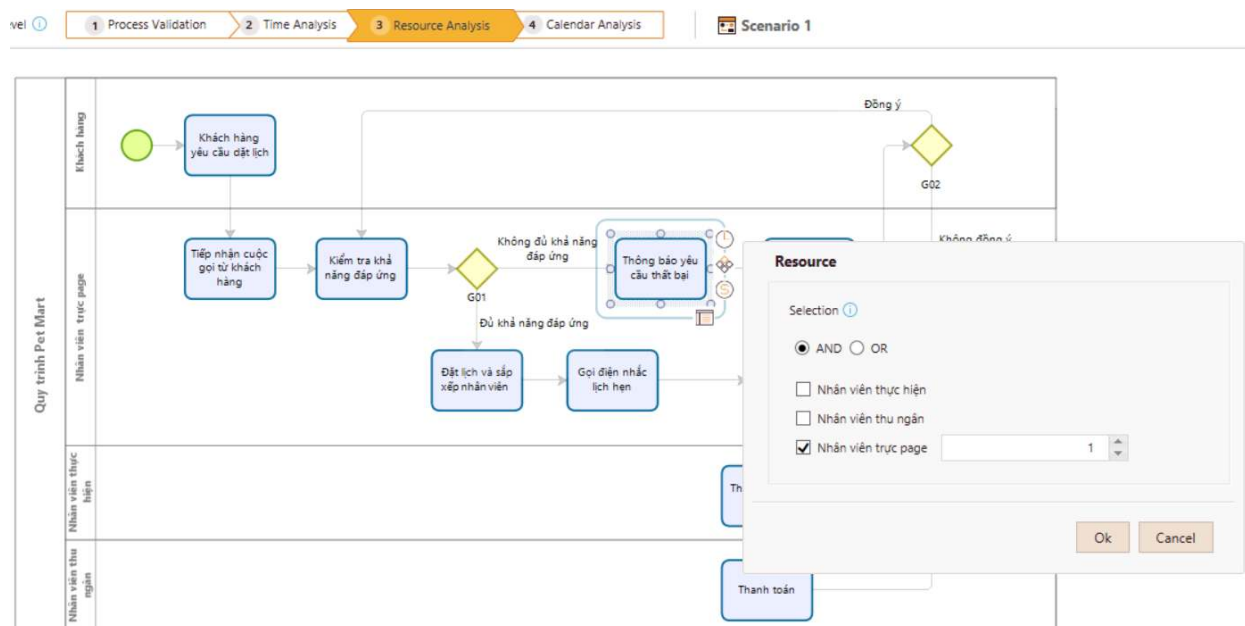 vel
1 Process Validation
2 Time Analysis
3 Resource Analysis
4 Calendar Analysis
Scenario 1
Quy trình Pet Mart
Khách hàng
Khách hàng
yêu cầu dặt lịch
Đồng ý
G02
Không đồng ý
Nhân viên trực page
Tiếp nhận cuộc
gọi từ khách
hàng
Kiểm tra khả
năng đáp ứng
G01
Không đủ khả năng
đáp ứng
Thông báo yêu
cầu thất bại
Đủ khả năng đáp ứng
Đặt lịch và sắp
xếp nhân viên
Gọi điện nhắc
lịch hẹn
Nhân viên thực
hiện
Th
Nhân viên thu
ngân
Thanh toán
Resource
Selection
AND OR
Nhân viên thực hiện
Nhân viên thu ngân
Nhân viên trực page 1
Ok Cancel